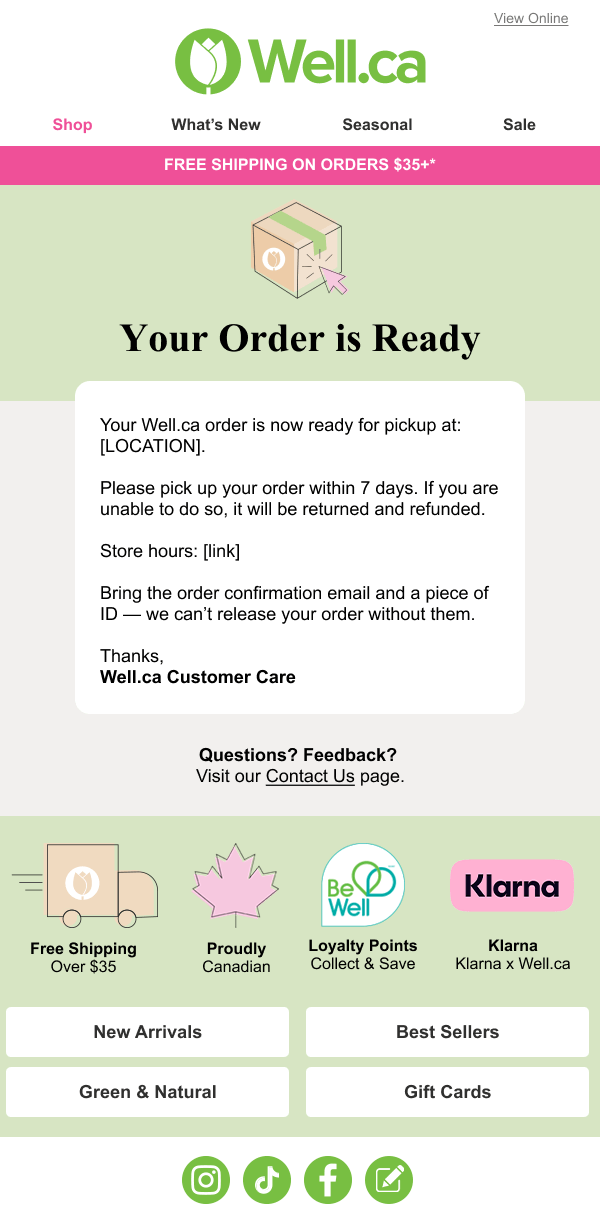 View Online
Well.ca
Shop What's New Seasonal Sale
FREE SHIPPING ON ORDERS $35+*
Your Order is Ready
Your Well.ca order is now ready for pickup at:
[LOCATION].
Please pick up your order within 7 days. If you are
unable to do so, it will be returned and refunded.
Store hours: [link]
Bring the order confirmation email and a piece of
ID — we can't release your order without them.
Thanks,
Well.ca Customer Care
Questions? Feedback?
Visit our Contact Us page.
Be
Well
Klarna
Free Shipping
Over $35
Proudly
Canadian
Loyalty Points
Collect & Save
Klarna
Klarna x Well.ca
New Arrivals
Best Sellers
Green & Natural
Gift Cards